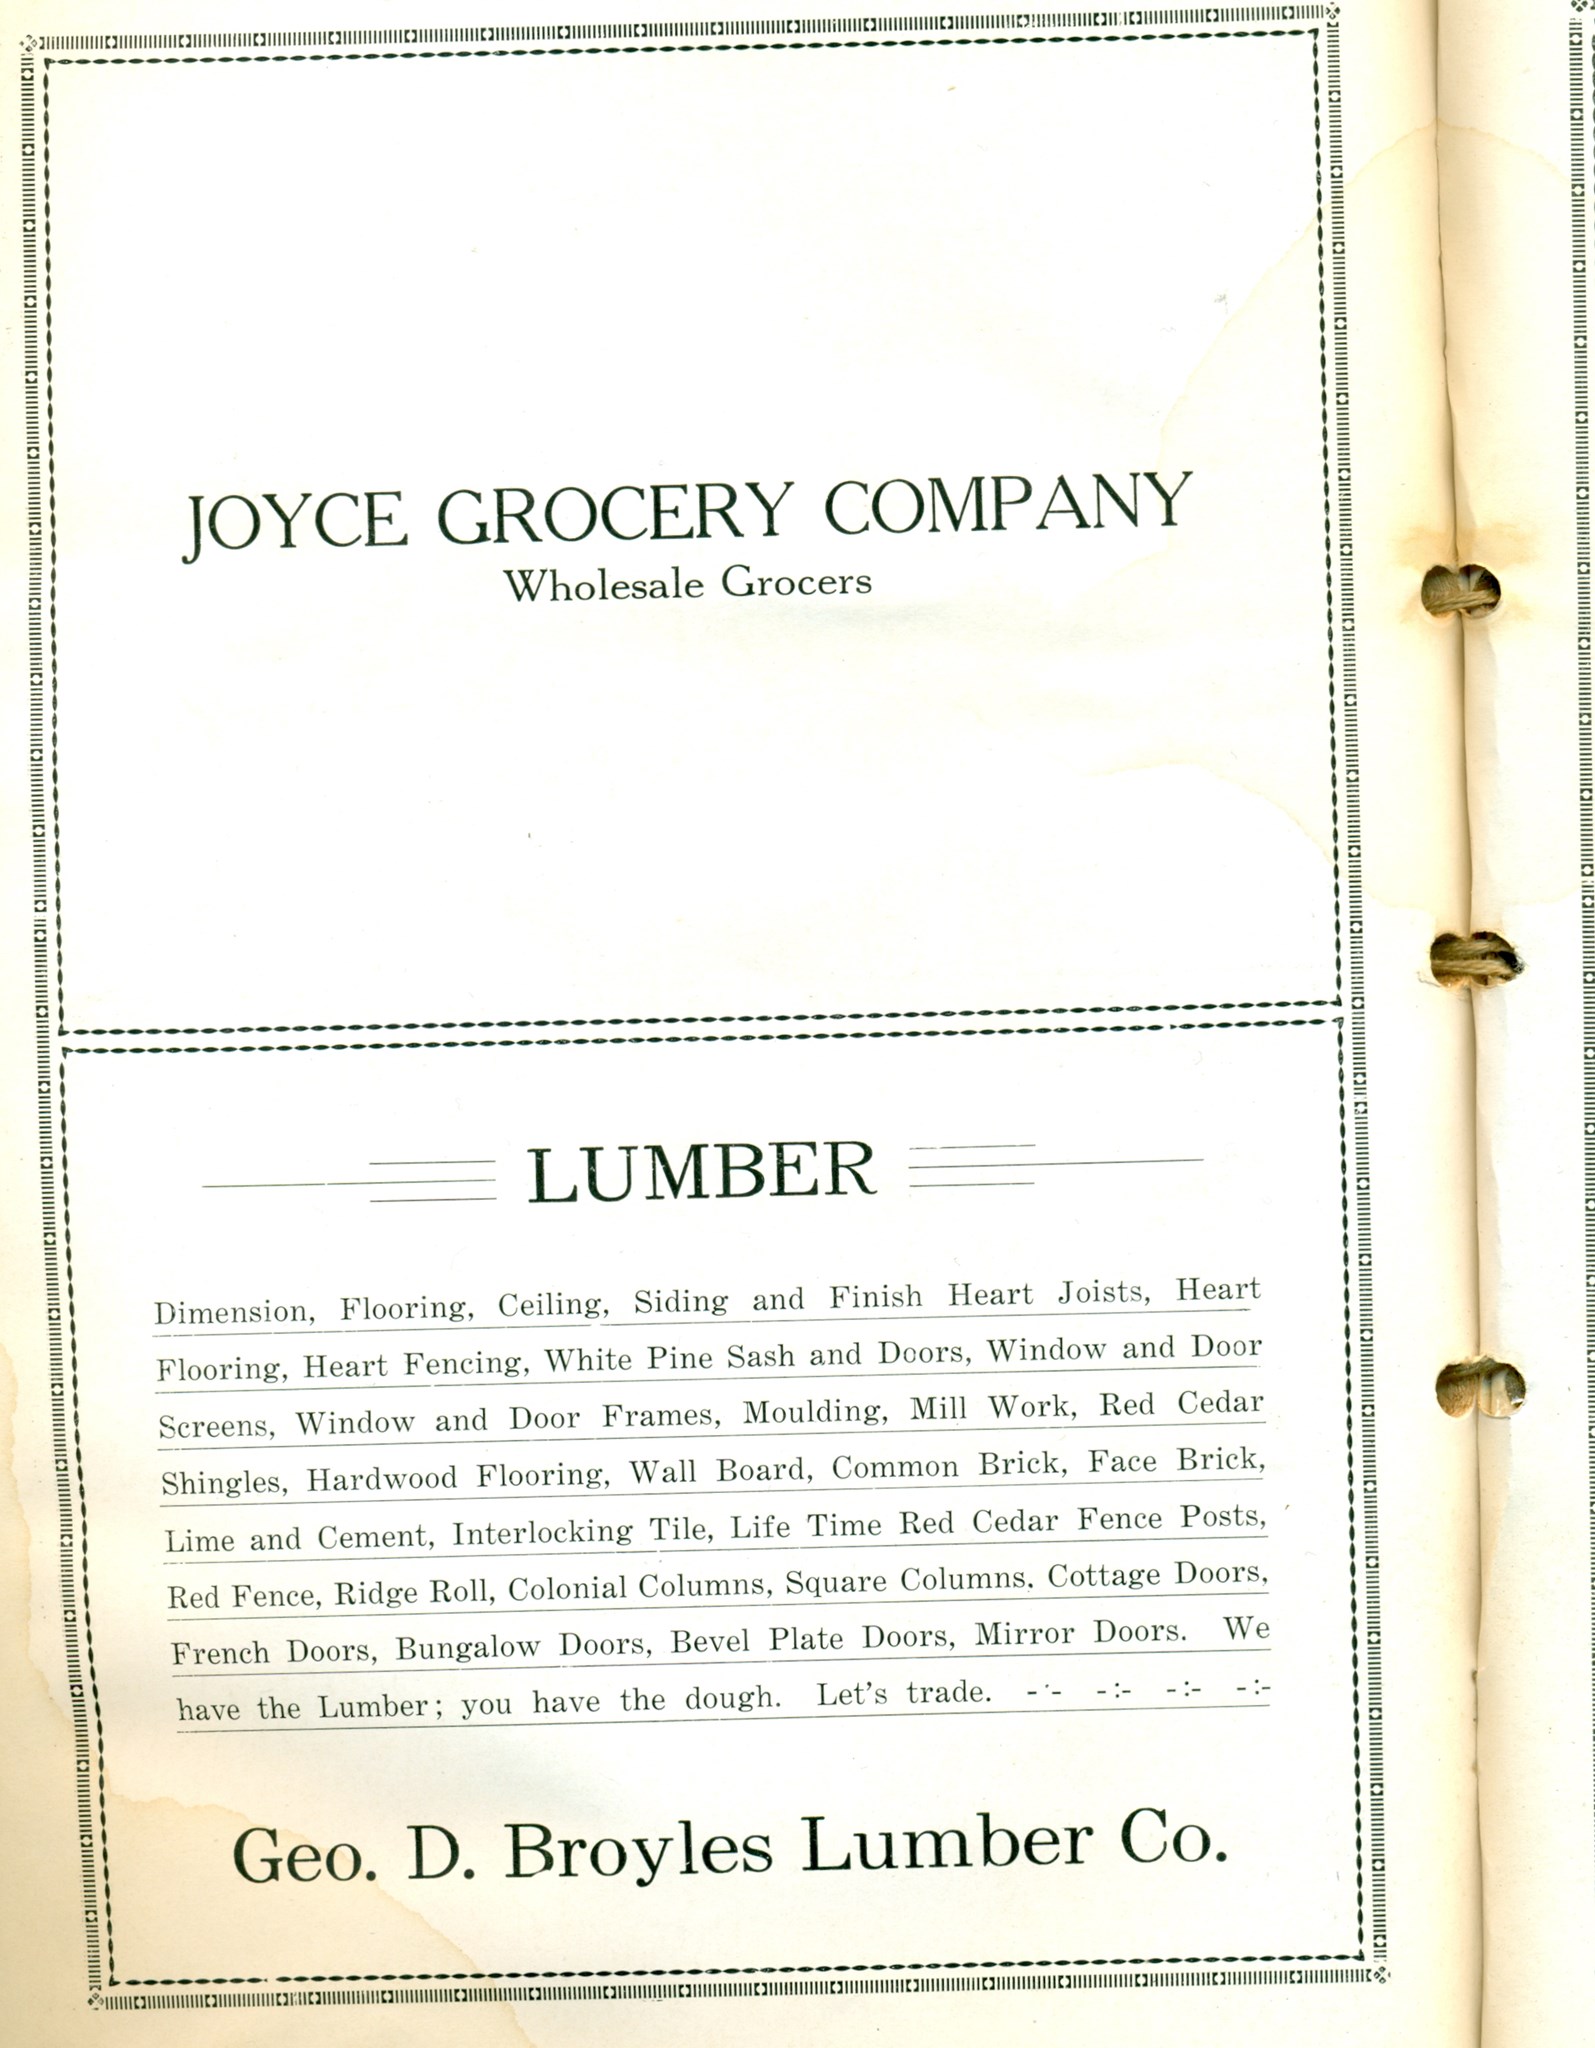 JOYCE GROCERY COMPANY
Wholesale Grocers
LUMBER
Dimension, Flooring, Ceiling, Siding and Finish Heart Joists, Heart
Flooring, Heart Fencing, White Pine Sash and Doors, Window and Door
Screens, Window and Door Frames, Moulding, Mill Work, Red Cedar
Shingles, Hardwood Flooring, Wall Board, Common Brick, Face Brick,
Lime and Cement, Interlocking Tile, Life Time Red Cedar Fence Posts,
Red Fence, Ridge Roll, Colonial Columns, Square Columns. Cottage Doors,
French Doors, Bungalow Doors, Bevel Plate Doors, Mirror Doors. We
have the Lumber; you have the dough. Let's trade. -·- -:- -:- -:-
Geo. D. Broyles Lumber Co.